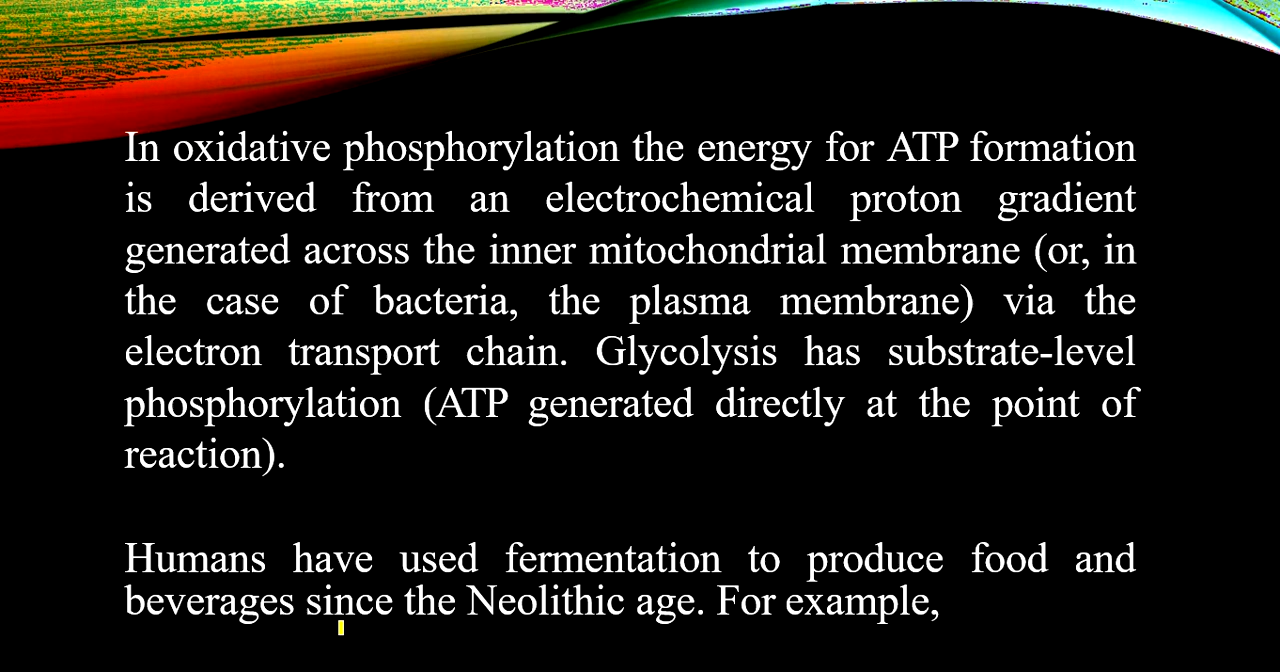 In oxidative phosphorylation the energy for ATP formation
is derived from an electrochemical proton gradient
generated across the inner mitochondrial membrane (or, in
the case of bacteria, the plasma membrane) via the
electron transport chain. Glycolysis has substrate-level
phosphorylation (ATP generated directly at the point of
reaction).
Humans have used fermentation to produce food and
beverages since the Neolithic age. For example,